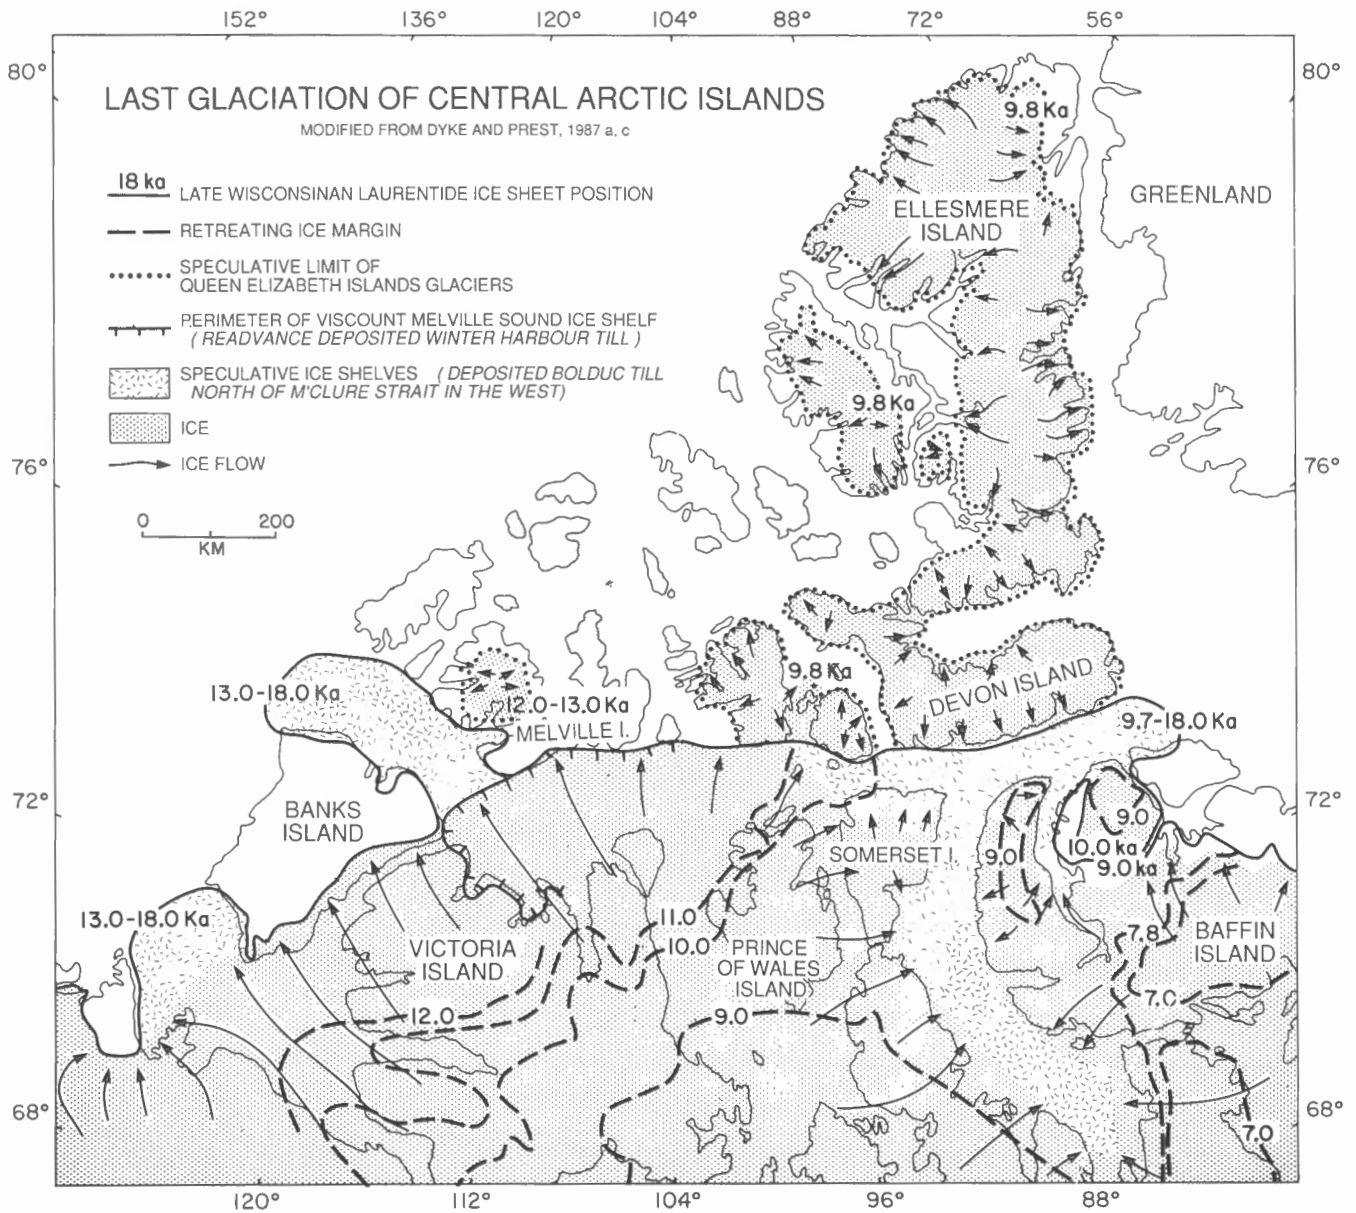 152° 136° 120° 104° 88° 72° 56°
80° 80°
LAST GLACIATION OF CENTRAL ARCTIC ISLANDS
MODIFIED FROM DYKE AND PREST, 1987 a, c
9.8 Ka
18 ka LATE WISCONSINAN LAURENTIDE ICE SHEET POSITION
GREENLAND
RETREATING ICE MARGIN
ELLESMERE
ISLAND
SPECULATIVE LIMIT OF
QUEEN ELIZABETH ISLANDS GLACIERS
PERIMETER OF VISCOUNT MELVILLE SOUND ICE SHELF
( READVANCE DEPOSITED WINTER HARBOUR TILL )
SPECULATIVE ICE SHELVES ( DEPOSITED BOLDUC TILL
NORTH OF M'CLURE STRAIT IN THE WEST)
9.8 Ka
ICE
ICE FLOW
76° 76°
0 200
KM
13.0-18.0 Ka
9.8 Ka
DEVON ISLAND
12.0-13.0 Ka
MELVILLE I.
9.7-18.0 Ka
72° 72°
BANKS
ISLAND
9.0
10.0 ka
SOMERSET I.
9.0
9.0 ka
13.0-18.0 Ka
11.0
7.8
BAFFIN
ISLAND
VICTORIA
ISLAND
10.0
PRINCE
OF WALES
ISLAND
7.0
12.0
9.0
68° 68°
7.0
120° 112° 104° 96° 88°